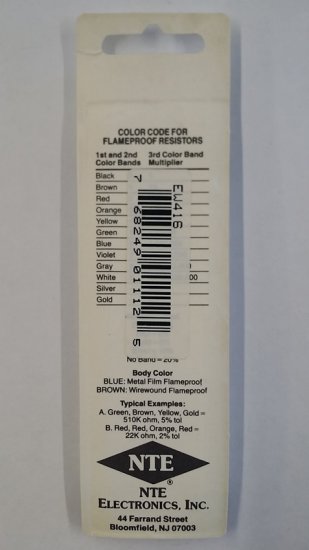 COLOR CODE FOR
FLAMEPROOF RESISTORS
1st and 2nd 3rd Color Band
Color Bands Multiplier
Black
Brown
Red
Orange
Yellow
Green
Blue
Violet
Gray
White 00
Silver
Gold
EW416
7 68249 01112 5
No Band = 20%
Body Color
BLUE: Metal Film Flameproof
BROWN: Wirewound Flameproof
Typical Examples:
A. Green, Brown, Yellow, Gold =
510K ohm, 5% tol
B. Red, Red, Orange, Red =
22K ohm, 2% tol
NTE
®
NTE
ELECTRONICS, INC.
44 Farrand Street
Bloomfield, NJ 07003